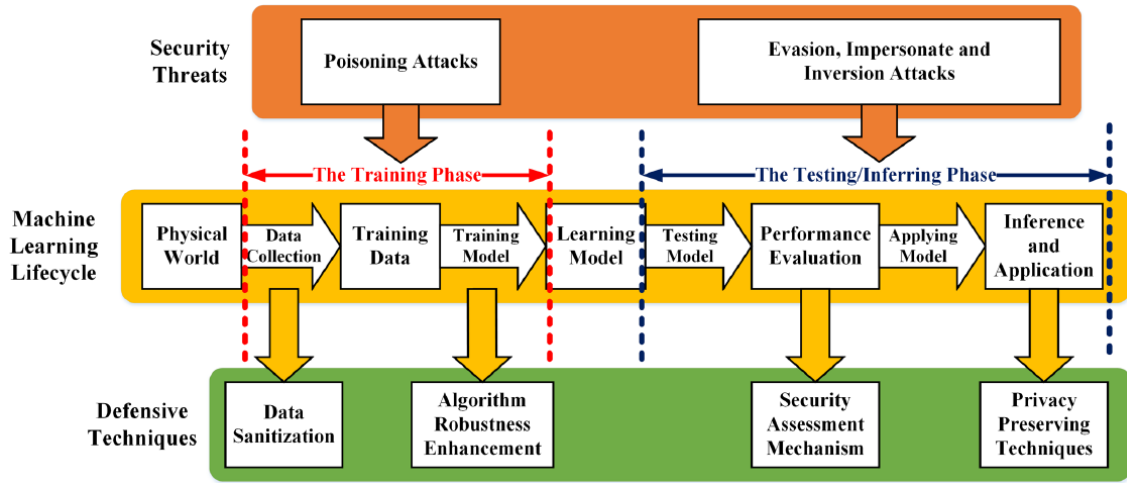 Security
Threats
Poisoning Attacks
Evasion, Impersonate and
Inversion Attacks
The Training Phase
The Testing/Inferring Phase
Machine
Learning
Lifecycle
Physical
World
Data
Collection
Training
Data
Training
Model
Learning
Model
Testing
Model
Performance
Evaluation
Applying
Model
Inference
and
Application
Defensive
Techniques
Data
Sanitization
Algorithm
Robustness
Enhancement
Security
Assessment
Mechanism
Privacy
Preserving
Techniques